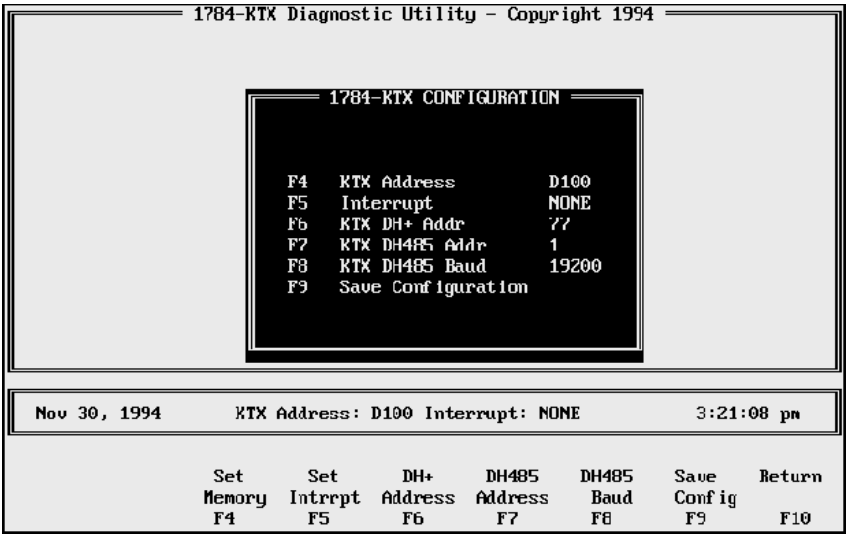 1784-KTX Diagnostic Utility - Copyright 1994
1784-KTX CONFIGURATION
F4 KTX Address D100
F5 Interrupt NONE
F6 KTX DH+ Addr 77
F7 KTX DH485 Addr 1
F8 KTX DH485 Baud 19200
F9 Save Configuration
Nov 30, 1994 KTX Address: D100 Interrupt: NONE 3:21:08 pm
Set Set DH+ DH485 DH485 Save Return
Memory Intrrpt Address Address Baud Config
F4 F5 F6 F7 F8 F9 F10